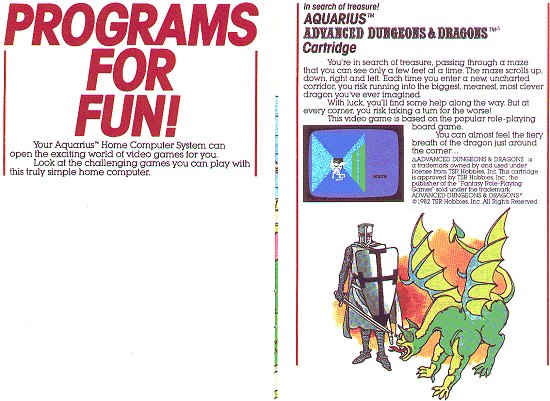 PROGRAMS
FOR
FUN!
Your Aquarius™ Home Computer System can
open the exciting world of video games for you.
Look at the challenging games you can play with
this truly simple home computer.
In search of treasure!
AQUARIUS™
ADVANCED DUNGEONS & DRAGONS™△
Cartridge
You're in search of treasure, passing through a maze
that you can see only a few feet at a time. The maze scrolls up,
down, right and left. Each time you enter a new, uncharted
corridor, you risk running into the biggest, meanest, most clever
dragon you've ever imagined.
With luck, you'll find some help along the way. But at
every corner, you risk taking a turn for the worse!
This video game is based on the popular role-playing
board game.
You can almost feel the fiery
breath of the dragon just around
the corner...
△ADVANCED DUNGEONS & DRAGONS is
a trademark owned by and used under
license from TSR Hobbies, Inc. This cartridge
is approved by TSR Hobbies, Inc., the
publisher of the "Fantasy Role-Playing
Games" sold under the trademark
ADVANCED DUNGEONS & DRAGONS®
©1982 TSR Hobbies, Inc. All Rights Reserved.
SOUTH